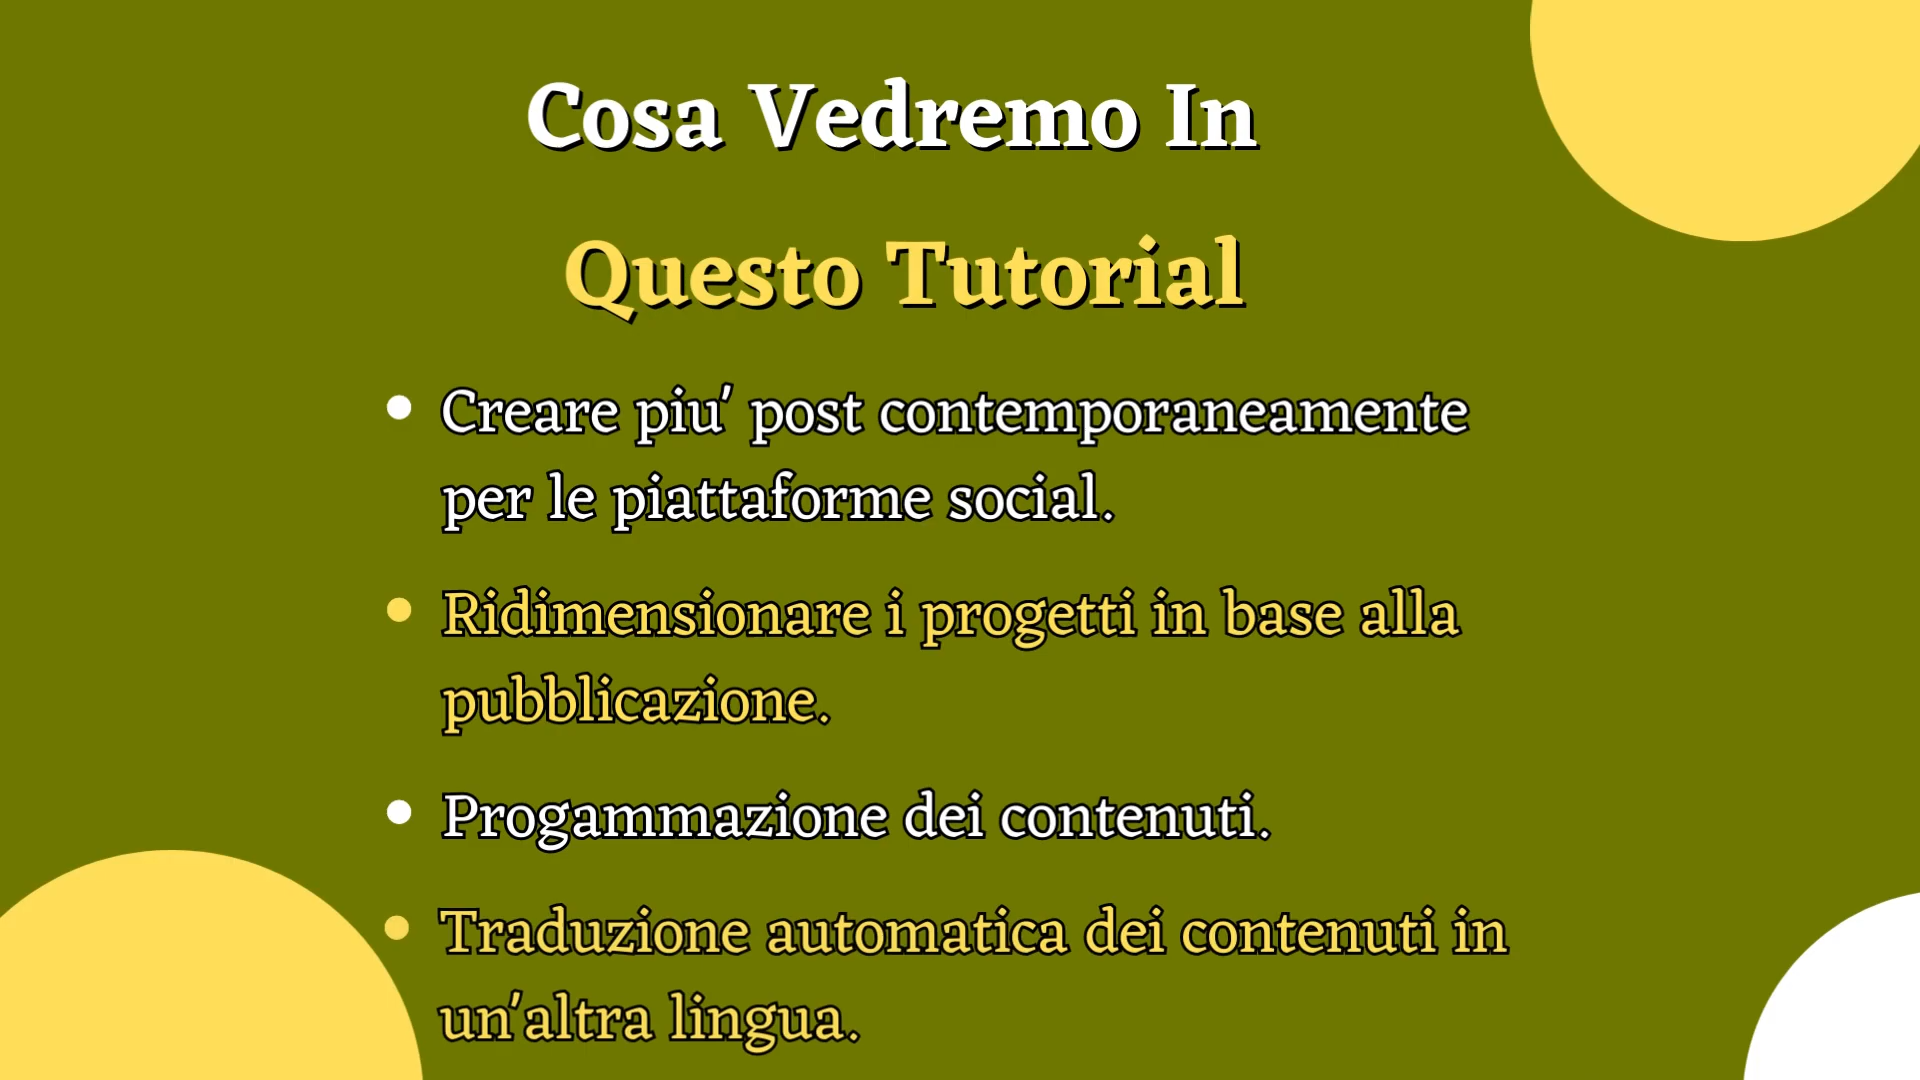 Cosa Vedremo In
Questo Tutorial
• Creare piu' post contemporaneamente
per le piattaforme social.
• Ridimensionare i progetti in base alla
pubblicazione.
• Progammazione dei contenuti.
• Traduzione automatica dei contenuti in
un'altra lingua.